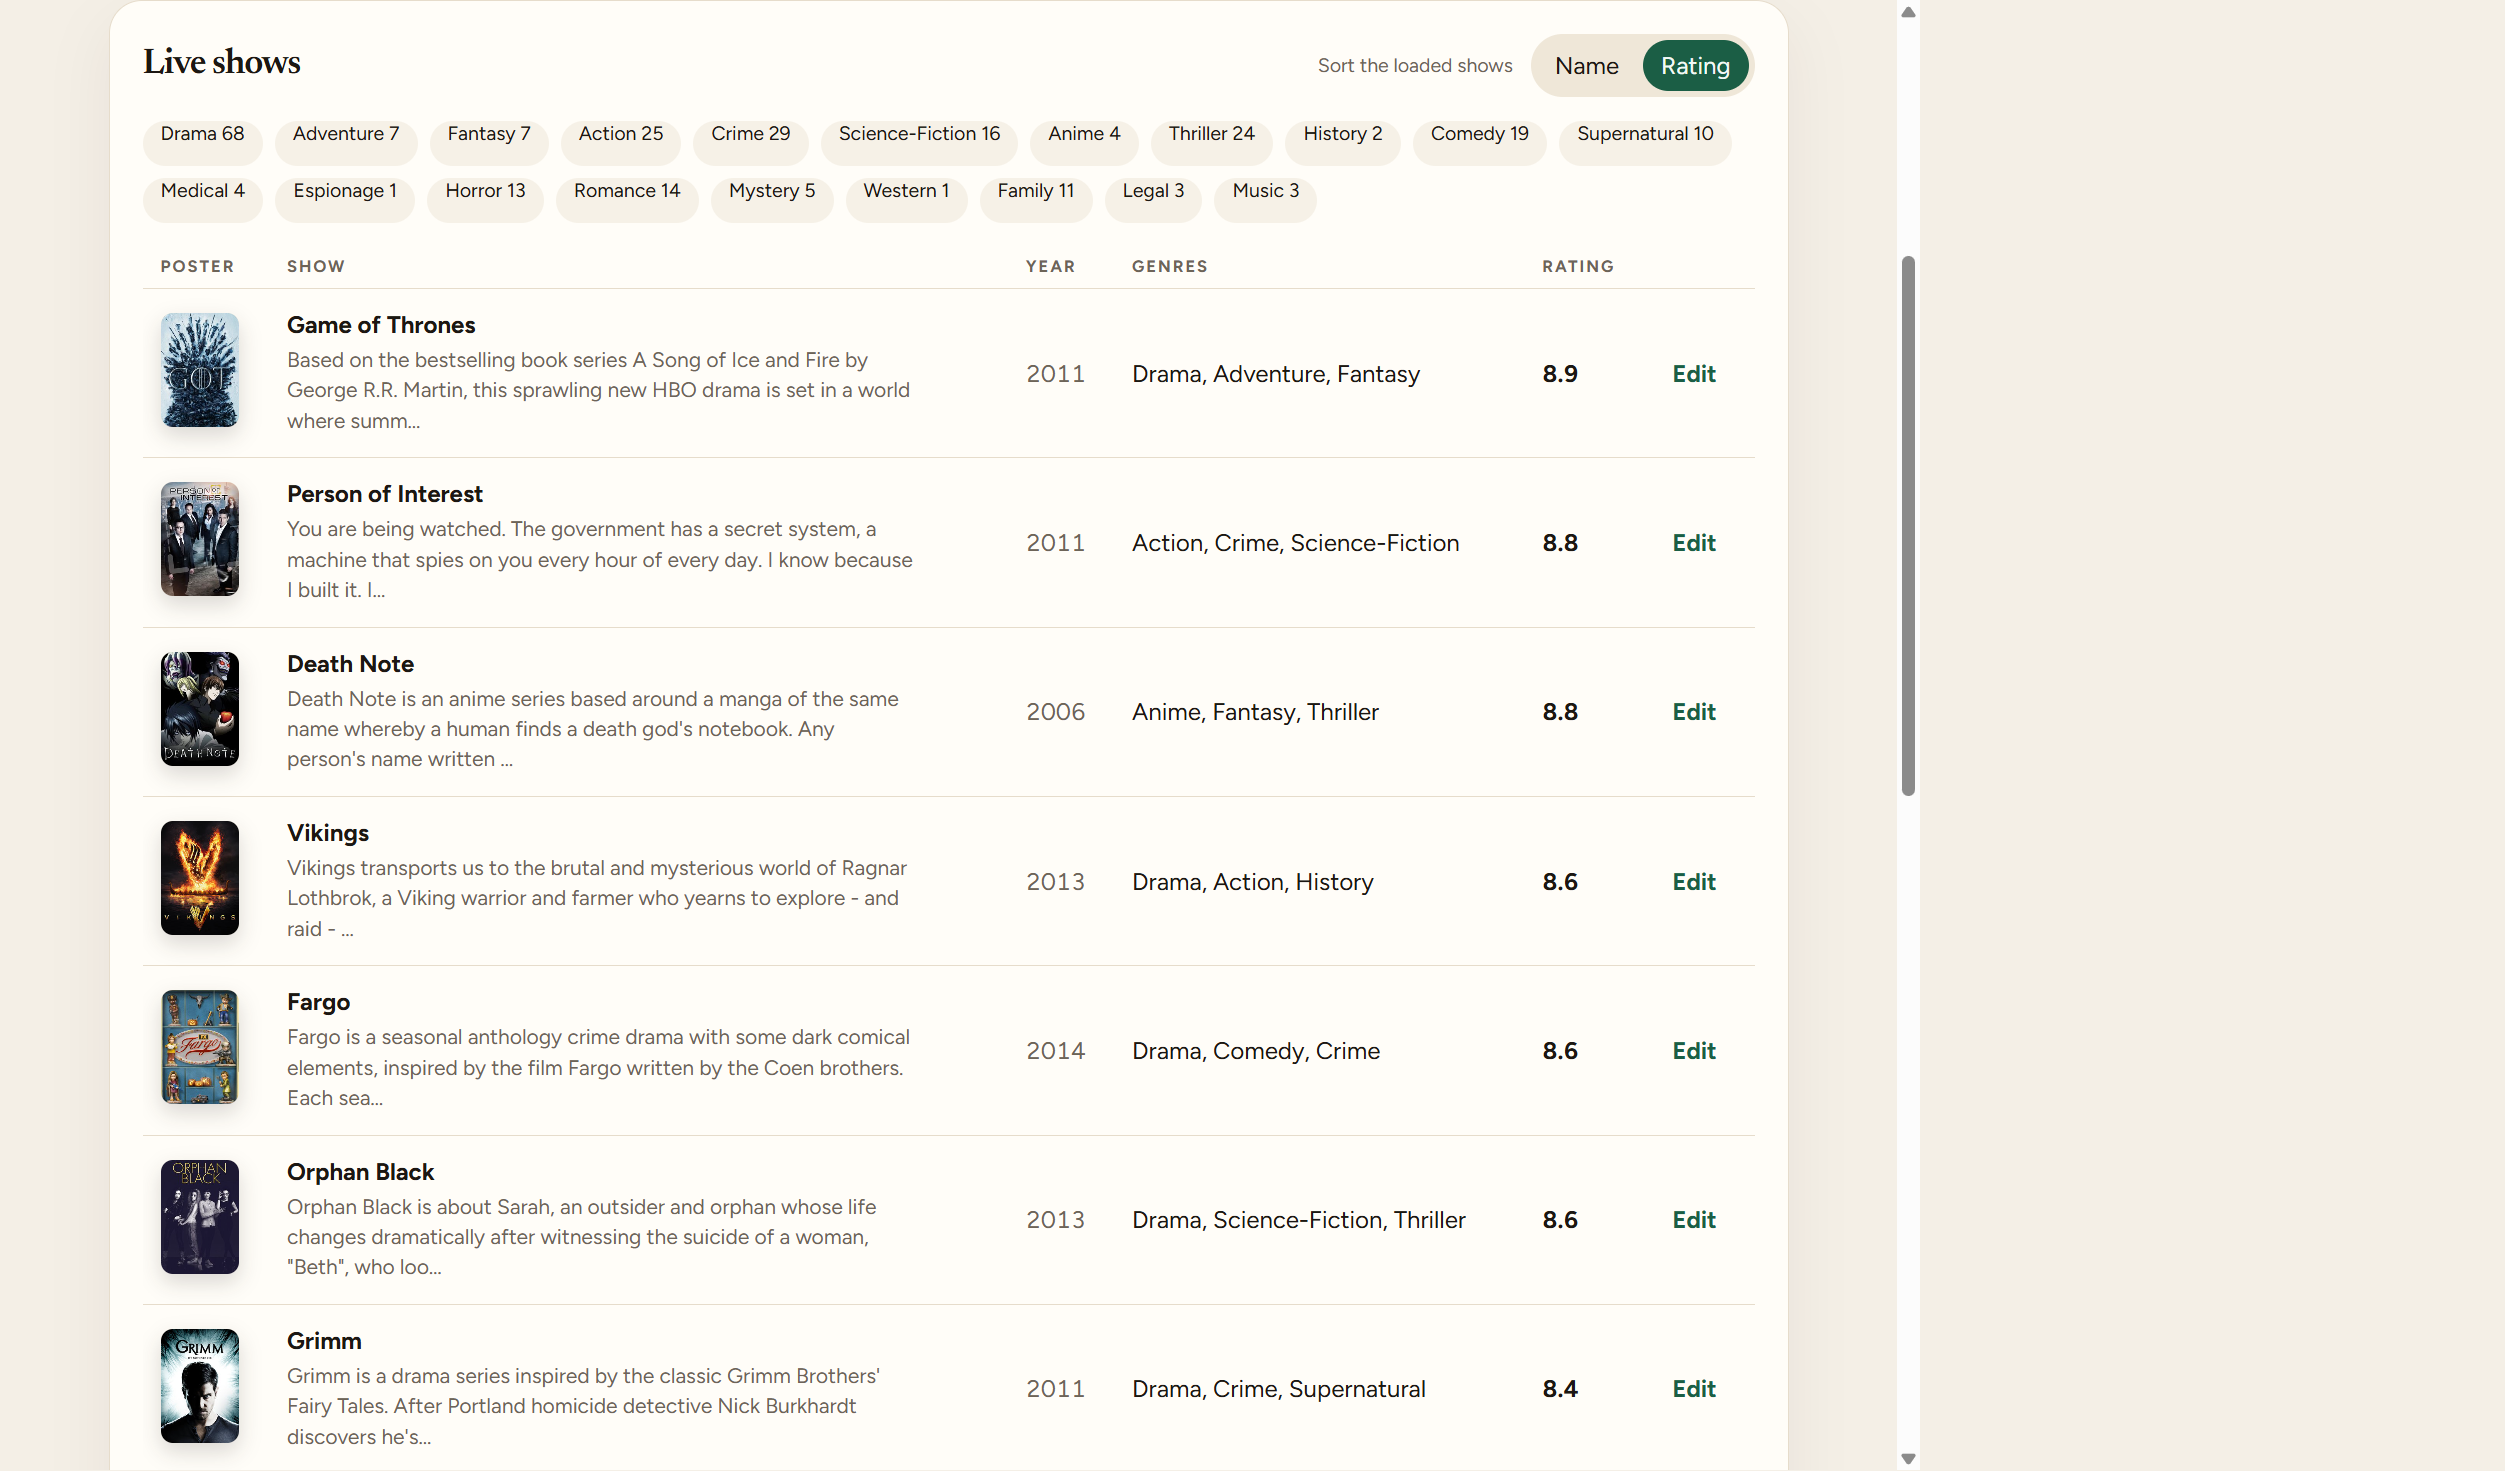 Live shows
Sort the loaded shows Name Rating
Drama 68 Adventure 7 Fantasy 7 Action 25 Crime 29 Science-Fiction 16 Anime 4 Thriller 24 History 2 Comedy 19 Supernatural 10
Medical 4 Espionage 1 Horror 13 Romance 14 Mystery 5 Western 1 Family 11 Legal 3 Music 3
POSTER SHOW YEAR GENRES RATING
GOT
Game of Thrones
Based on the bestselling book series A Song of Ice and Fire by
George R.R. Martin, this sprawling new HBO drama is set in a world
where summ...
2011 Drama, Adventure, Fantasy 8.9 Edit
PERSON OF
INTEREST
Person of Interest
You are being watched. The government has a secret system, a
machine that spies on you every hour of every day. I know because
I built it. I...
2011 Action, Crime, Science-Fiction 8.8 Edit
DEATH NOTE
Death Note
Death Note is an anime series based around a manga of the same
name whereby a human finds a death god's notebook. Any
person's name written ...
2006 Anime, Fantasy, Thriller 8.8 Edit
VIKINGS
Vikings
Vikings transports us to the brutal and mysterious world of Ragnar
Lothbrok, a Viking warrior and farmer who yearns to explore - and
raid - ...
2013 Drama, Action, History 8.6 Edit
Fargo
Fargo
Fargo is a seasonal anthology crime drama with some dark comical
elements, inspired by the film Fargo written by the Coen brothers.
Each sea...
2014 Drama, Comedy, Crime 8.6 Edit
ORPHAN
BLACK
Orphan Black
Orphan Black is about Sarah, an outsider and orphan whose life
changes dramatically after witnessing the suicide of a woman,
"Beth", who loo...
2013 Drama, Science-Fiction, Thriller 8.6 Edit
GRIMM
Grimm
Grimm is a drama series inspired by the classic Grimm Brothers'
Fairy Tales. After Portland homicide detective Nick Burkhardt
discovers he's...
2011 Drama, Crime, Supernatural 8.4 Edit